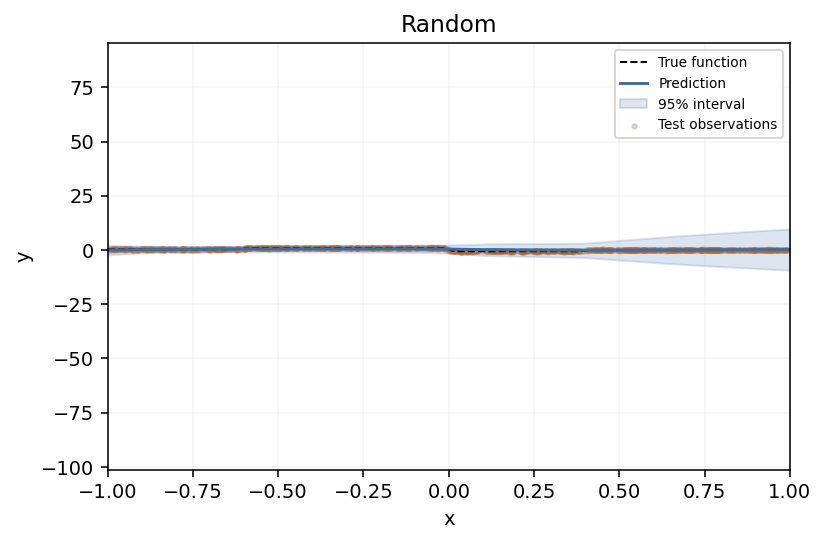 Random
True function
Prediction
95% interval
Test observations
75
50
25
0
−25
−50
−75
−100
y
−1.00 −0.75 −0.50 −0.25 0.00 0.25 0.50 0.75 1.00
x